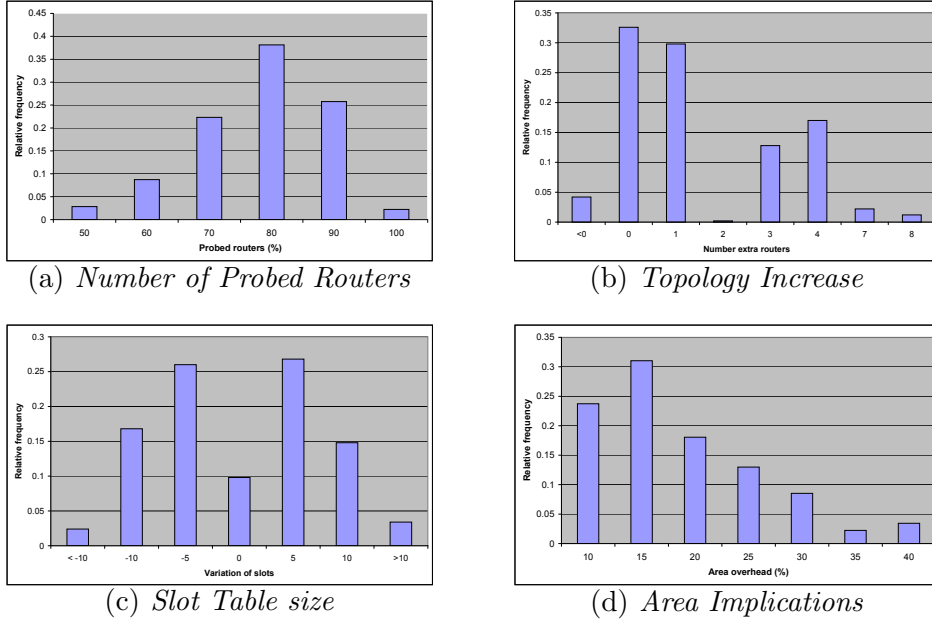 0.45
0.4
0.35
0.3
0.25
0.2
0.15
0.1
0.05
0
Relative frequency
50 60 70 80 90 100
Probed routers (%)
(a) Number of Probed Routers
0.35
0.3
0.25
0.2
0.15
0.1
0.05
0
Relative frequency
<0 0 1 2 3 4 7 8
Number extra routers
(b) Topology Increase
0.3
0.25
0.2
0.15
0.1
0.05
0
Relative frequency
< -10 -10 -5 0 5 10 >10
Variation of slots
(c) Slot Table size
0.35
0.3
0.25
0.2
0.15
0.1
0.05
0
Relative frequency
10 15 20 25 30 35 40
Area overhead (%)
(d) Area Implications